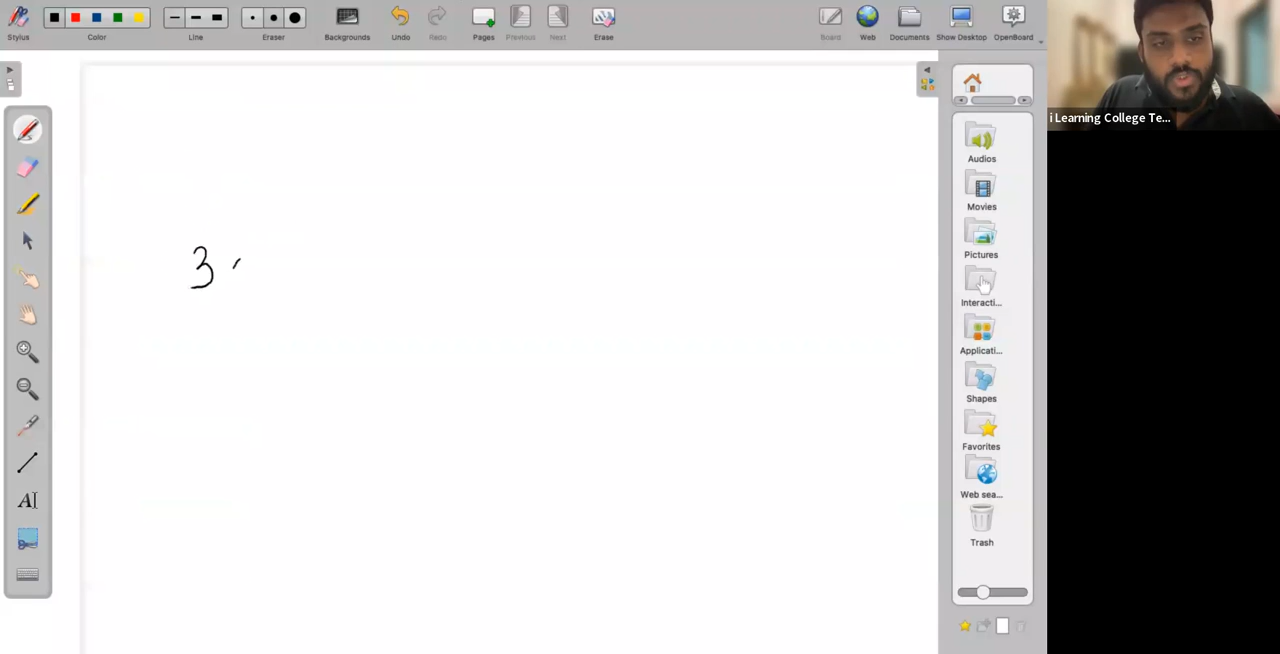 Stylus
Color
Line
Eraser
Backgrounds
Undo
Redo
Pages
Previous
Next
Erase
Board
Web
Documents
Show Desktop
OpenBoard
i Learning College Te...
3
Audios
Movies
Pictures
Interacti...
Applicati...
Shapes
Favorites
Web sea...
Trash
A